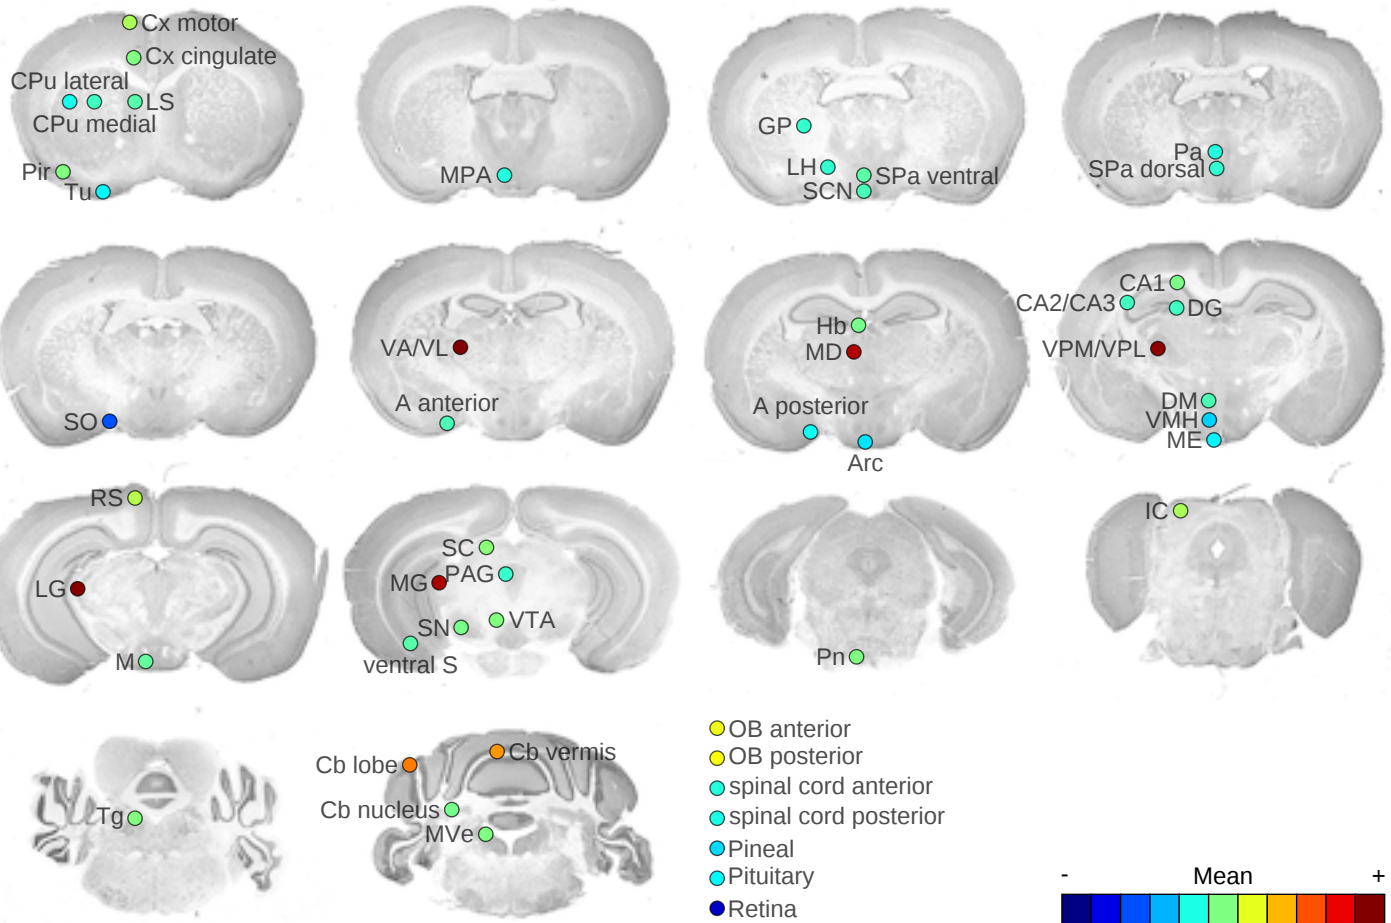 Cx motor
Cx cingulate
CPu lateral
LS
CPu medial
Pir
Tu
MPA
GP
LH
SPa ventral
SCN
Pa
SPa dorsal
SO
VA/VL
A anterior
Hb
MD
A posterior
Arc
CA1
CA2/CA3
DG
VPM/VPL
DM
VMH
ME
RS
LG
M
SC
MG
PAG
SN
VTA
ventral S
Pn
IC
Tg
Cb lobe
Cb vermis
Cb nucleus
MVe
OB anterior
OB posterior
spinal cord anterior
spinal cord posterior
Pineal
Pituitary
Retina
- Mean +